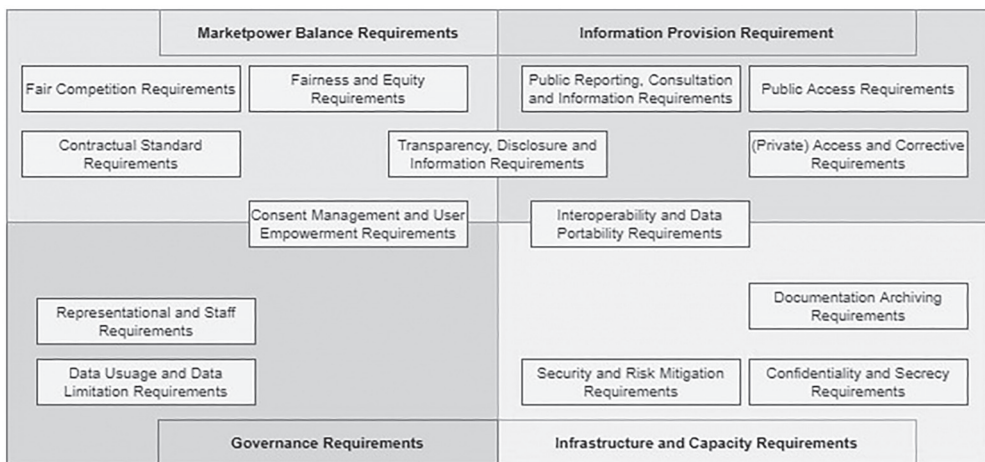 Marketpower Balance Requirements
Information Provision Requirement
Fair Competition Requirements
Fairness and Equity
Requirements
Public Reporting, Consultation
and Information Requirements
Public Access Requirements
Contractual Standard
Requirements
Transparency, Disclosure and
Information Requirements
(Private) Access and Corrective
Requirements
Consent Management and User
Empowerment Requirements
Interoperability and Data
Portability Requirements
Representational and Staff
Requirements
Documentation Archiving
Requirements
Data Usuage and Data
Limitation Requirements
Security and Risk Mitigation
Requirements
Confidentiality and Secrecy
Requirements
Governance Requirements
Infrastructure and Capacity Requirements